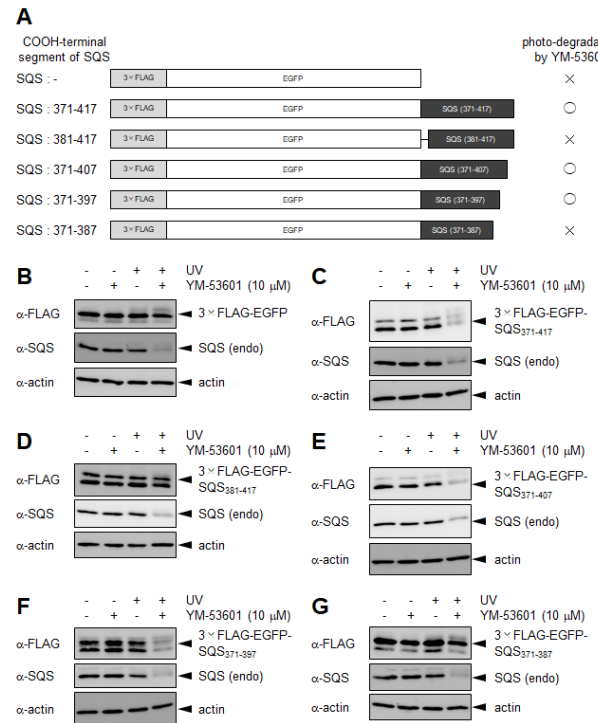 A
COOH-terminal
segment of SQS
photo-degrada
by YM-5360
SQS : -
3×FLAG EGFP
×
SQS : 371-417
3×FLAG EGFP SQS (371-417)
○
SQS : 381-417
3×FLAG EGFP SQS (381-417)
×
SQS : 371-407
3×FLAG EGFP SQS (371-407)
○
SQS : 371-397
3×FLAG EGFP SQS (371-397)
○
SQS : 371-387
3×FLAG EGFP SQS (371-387)
×
B
- - + + UV
- + - + YM-53601 (10 μM)
α-FLAG 3×FLAG-EGFP
α-SQS SQS (endo)
α-actin actin
C
- - + + UV
- + - + YM-53601 (10 μM)
α-FLAG 3×FLAG-EGFP-
SQS371-417
α-SQS SQS (endo)
α-actin actin
D
- - + + UV
- + - + YM-53601 (10 μM)
α-FLAG 3×FLAG-EGFP-
SQS381-417
α-SQS SQS (endo)
α-actin actin
E
- - + + UV
- + - + YM-53601 (10 μM)
α-FLAG 3×FLAG-EGFP-
SQS371-407
α-SQS SQS (endo)
α-actin actin
F
- - + + UV
- + - + YM-53601 (10 μM)
α-FLAG 3×FLAG-EGFP-
SQS371-397
α-SQS SQS (endo)
α-actin actin
G
- - + + UV
- + - + YM-53601 (10 μM)
α-FLAG 3×FLAG-EGFP-
SQS371-387
α-SQS SQS (endo)
α-actin actin